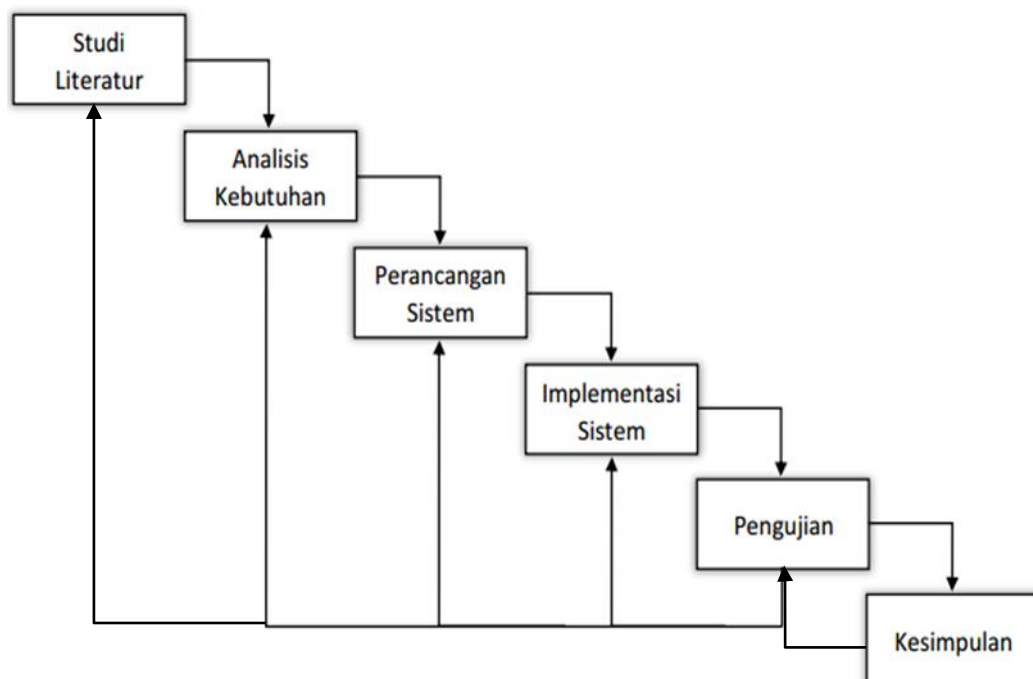 Studi
Literatur
Analisis
Kebutuhan
Perancangan
Sistem
Implementasi
Sistem
Pengujian
Kesimpulan